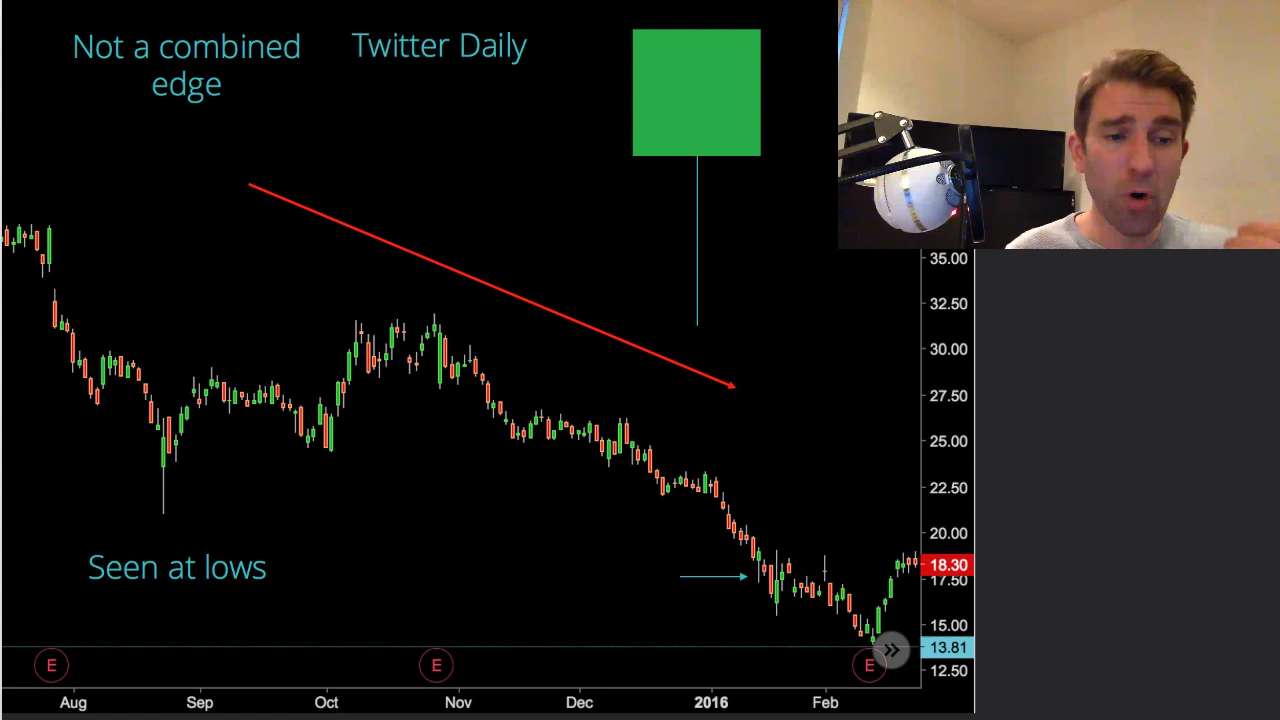 Not a combined
edge
Twitter Daily
35.00
32.50
30.00
27.50
25.00
22.50
20.00
18.30
17.50
15.00
13.81
12.50
Seen at lows
E
E
E
Aug
Sep
Oct
Nov
Dec
2016
Feb